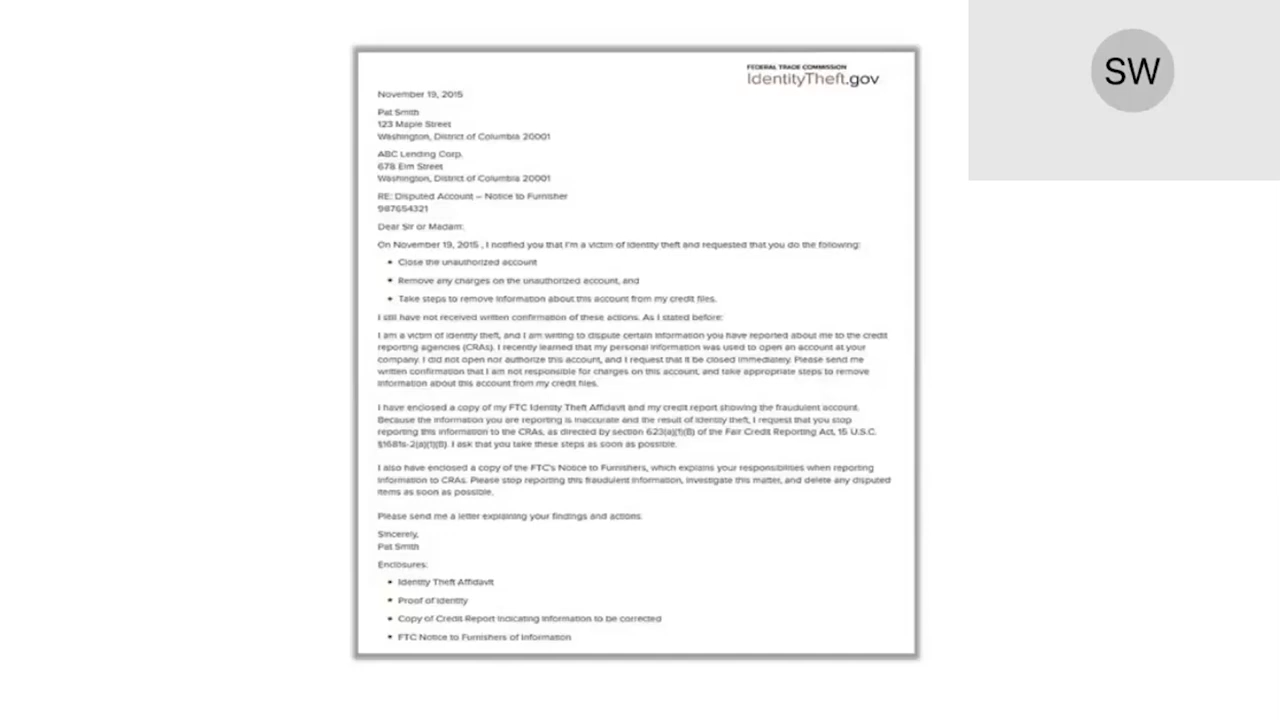 FEDERAL TRADE COMMISSION
IdentityTheft.gov
SW
November 19, 2015
Pat Smith
123 Maple Street
Washington, District of Columbia 20001
ABC Lending Corp.
678 Elm Street
Washington, District of Columbia 20001
RE: Disputed Account – Notice to Furnisher
987654321
Dear Sir or Madam:
On November 19, 2015 , I notified you that I'm a victim of identity theft and requested that you do the following:
• Close the unauthorized account
• Remove any charges on the unauthorized account, and
• Take steps to remove information about this account from my credit files.
I still have not received written confirmation of these actions. As I stated before:
I am a victim of identity theft, and I am writing to dispute certain information you have reported about me to the credit
reporting agencies (CRAs). I recently learned that my personal information was used to open an account at your
company. I did not open nor authorize this account, and I request that it be closed immediately. Please send me
written confirmation that I am not responsible for charges on this account, and take appropriate steps to remove
information about this account from my credit files.
I have enclosed a copy of my FTC Identity Theft Affidavit and my credit report showing the fraudulent account.
Because the information you are reporting is inaccurate and the result of identity theft, I request that you stop
reporting this information to the CRAs, as directed by section 623(a)(1)(B) of the Fair Credit Reporting Act, 15 U.S.C.
§1681s-2(a)(1)(B). I ask that you take these steps as soon as possible.
I also have enclosed a copy of the FTC's Notice to Furnishers, which explains your responsibilities when reporting
information to CRAs. Please stop reporting this fraudulent information, investigate this matter, and delete any disputed
items as soon as possible.
Please send me a letter explaining your findings and actions.
Sincerely,
Pat Smith
Enclosures:
• Identity Theft Affidavit
• Proof of Identity
• Copy of Credit Report indicating information to be corrected
• FTC Notice to Furnishers of Information